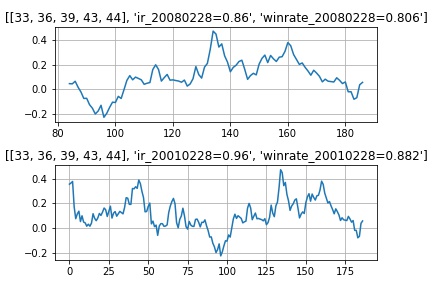 [[33, 36, 39, 43, 44], 'ir_20080228=0.86', 'winrate_20080228=0.806']
0.4
0.2
0.0
−0.2
80 100 120 140 160 180
[[33, 36, 39, 43, 44], 'ir_20010228=0.96', 'winrate_20010228=0.882']
0.4
0.2
0.0
−0.2
0 25 50 75 100 125 150 175